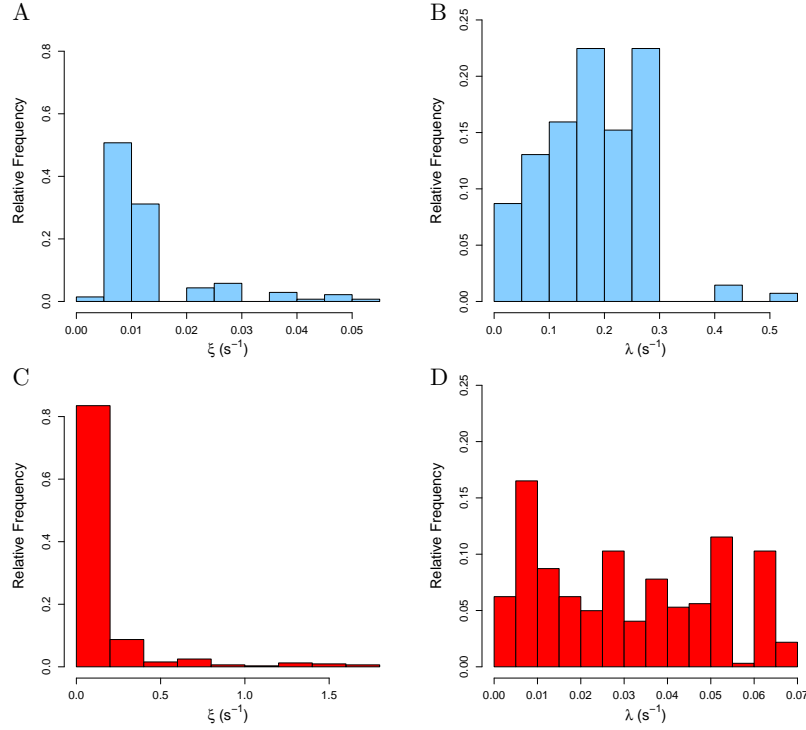 A
Relative Frequency
0.0 0.2 0.4 0.6 0.8
0.00 0.01 0.02 0.03 0.04 0.05
ξ (s⁻¹)
B
Relative Frequency
0.00 0.05 0.10 0.15 0.20 0.25
0.0 0.1 0.2 0.3 0.4 0.5
λ (s⁻¹)
C
Relative Frequency
0.0 0.2 0.4 0.6 0.8
0.0 0.5 1.0 1.5
ξ (s⁻¹)
D
Relative Frequency
0.00 0.05 0.10 0.15 0.20 0.25
0.00 0.01 0.02 0.03 0.04 0.05 0.06 0.07
λ (s⁻¹)